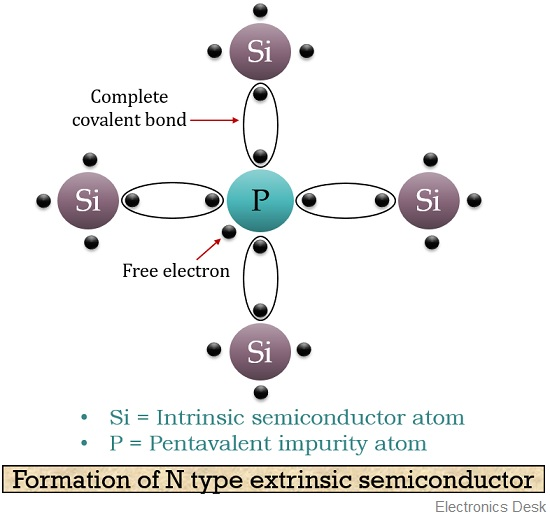 Si
Complete
covalent bond
Si
P
Si
Free electron
Si
• Si = Intrinsic semiconductor atom
• P = Pentavalent impurity atom
Formation of N type extrinsic semiconductor
Electronics Desk